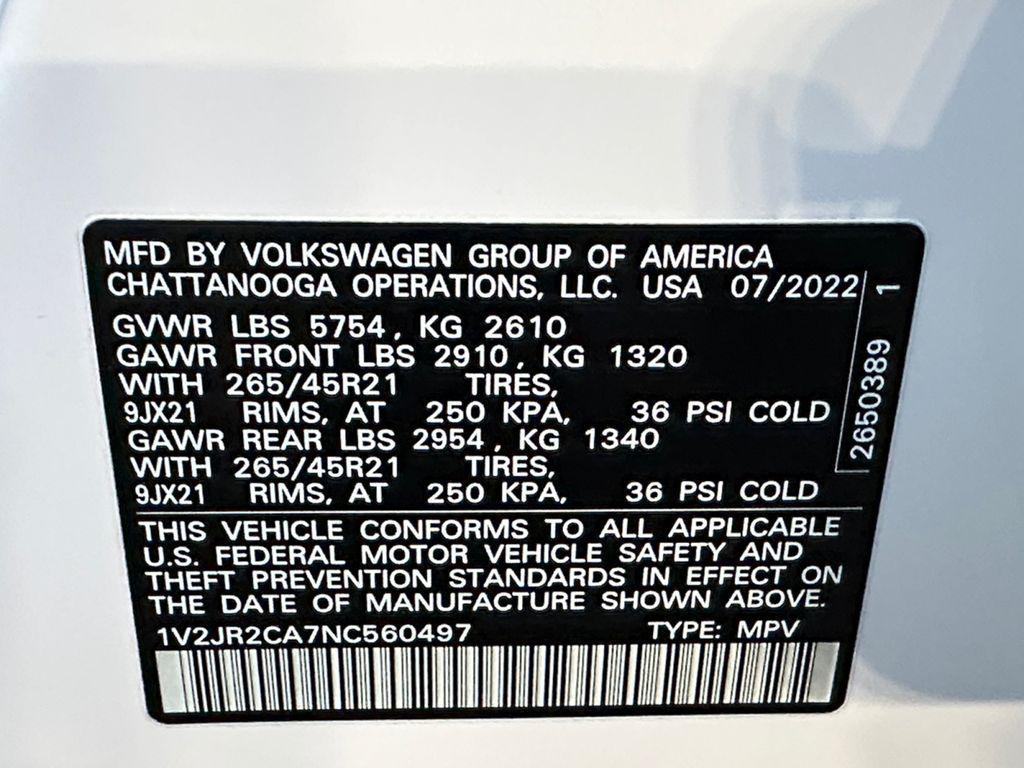 MFD BY VOLKSWAGEN GROUP OF AMERICA
CHATTANOOGA OPERATIONS, LLC. USA 07/2022
GVWR LBS 5754, KG 2610
GAWR FRONT LBS 2910, KG 1320
WITH 265/45R21 TIRES,
9JX21 RIMS, AT 250 KPA, 36 PSI COLD
GAWR REAR LBS 2954, KG 1340
WITH 265/45R21 TIRES,
9JX21 RIMS, AT 250 KPA, 36 PSI COLD
2650389 1
THIS VEHICLE CONFORMS TO ALL APPLICABLE
U.S. FEDERAL MOTOR VEHICLE SAFETY AND
THEFT PREVENTION STANDARDS IN EFFECT ON
THE DATE OF MANUFACTURE SHOWN ABOVE.
1V2JR2CA7NC560497 TYPE: MPV